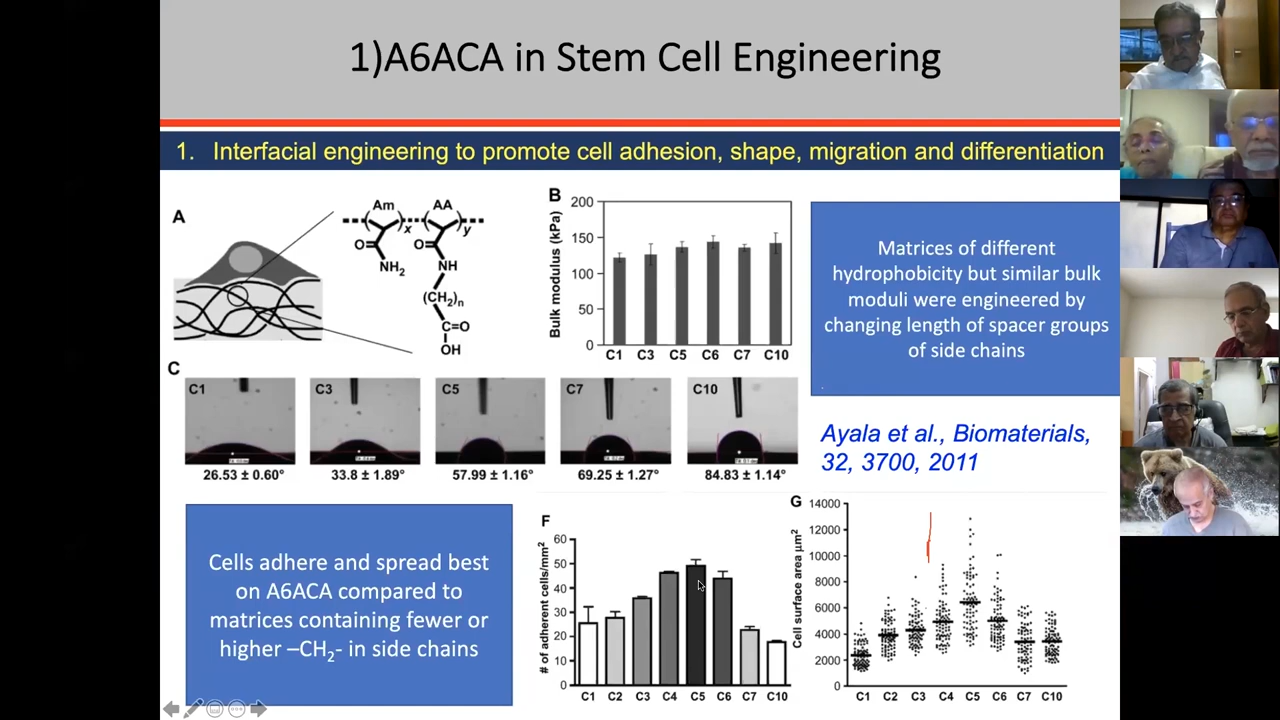 1)A6ACA in Stem Cell Engineering
1. Interfacial engineering to promote cell adhesion, shape, migration and differentiation
A
Am
AA
x
y
O
NH2
O
NH
(CH2)n
C=O
OH
B
Bulk modulus (kPa)
200
150
100
50
0
C1 C3 C5 C6 C7 C10
Matrices of different
hydrophobicity but similar bulk
moduli were engineered by
changing length of spacer groups
of side chains
C
C1
C3
C5
C7
C10
26.53 ± 0.60°
33.8 ± 1.89°
57.99 ± 1.16°
69.25 ± 1.27°
84.83 ± 1.14°
Ayala et al., Biomaterials,
32, 3700, 2011
Cells adhere and spread best
on A6ACA compared to
matrices containing fewer or
higher –CH2- in side chains
F
# of adherent cells/mm2
60
50
40
30
20
10
0
C1 C2 C3 C4 C5 C6 C7 C10
G
Cell surface area µm2
14000
12000
10000
8000
6000
4000
2000
0
C1 C2 C3 C4 C5 C6 C7 C10